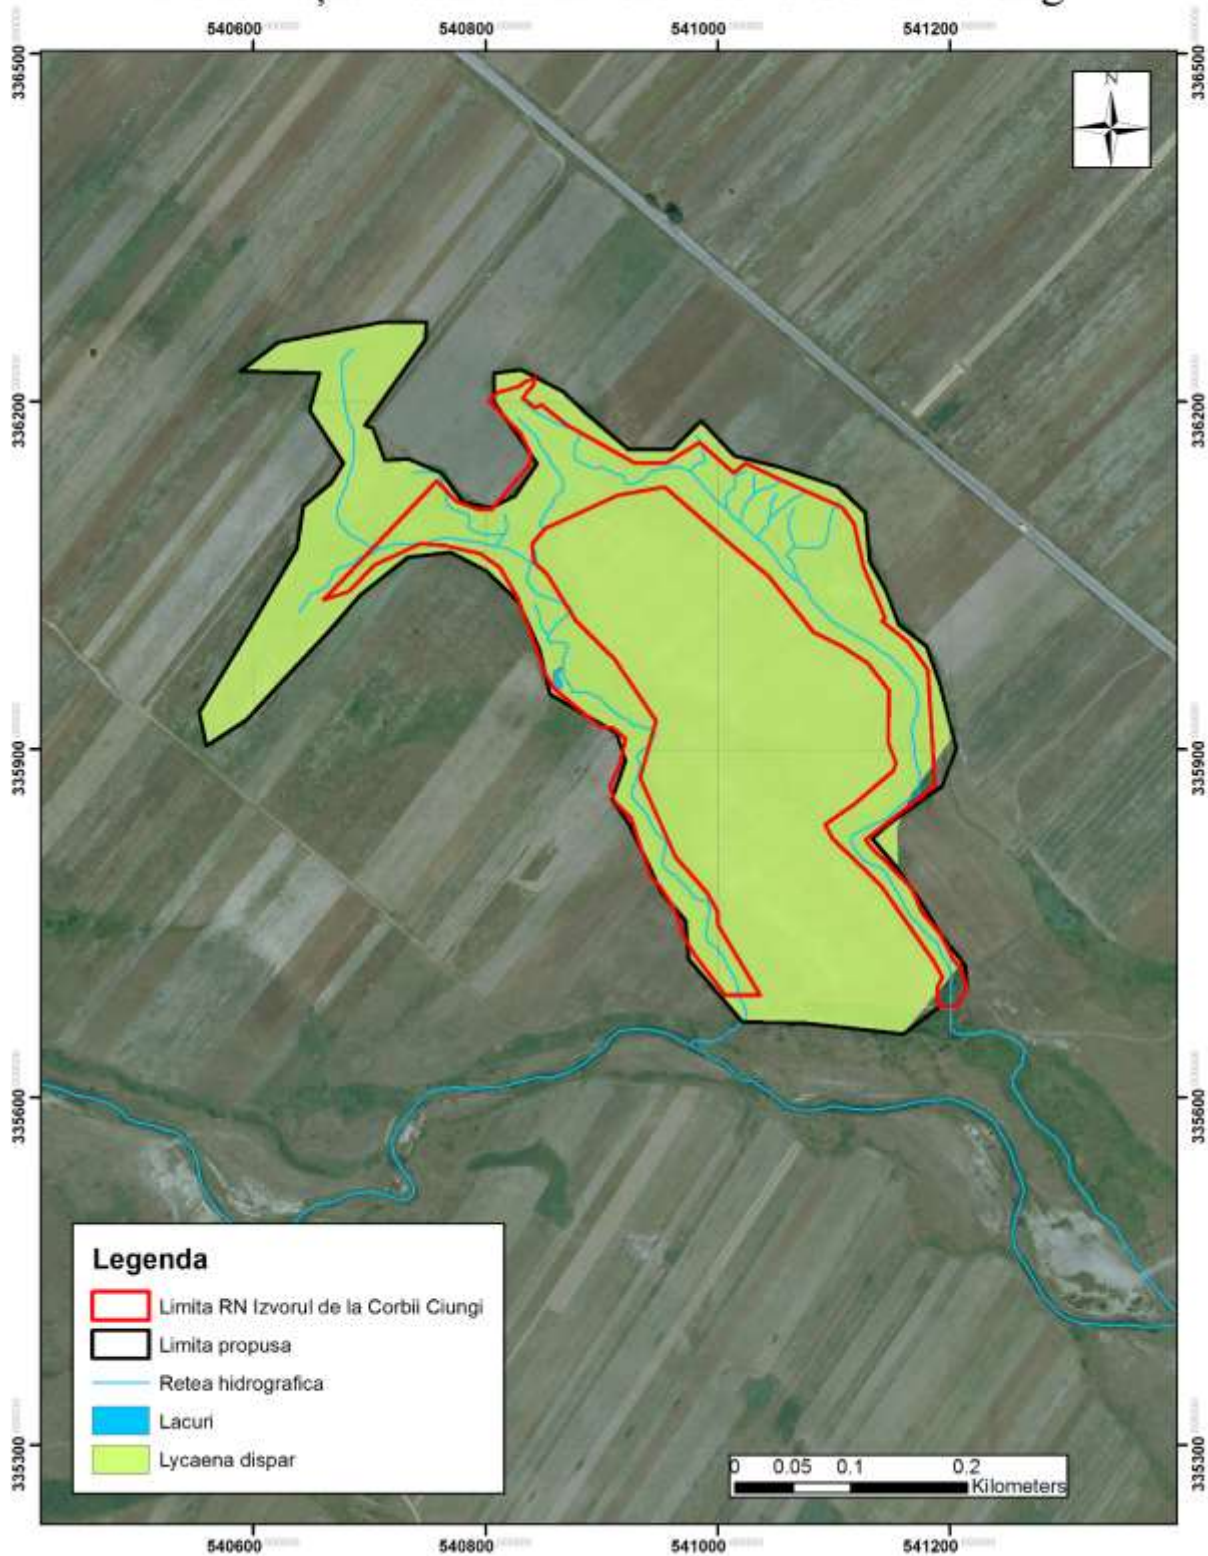 540600 540800 541000 541200
336500 336500
N
336200 336200
335900 335900
335600 335600
Legenda
Limita RN Izvorul de la Corbii Ciungi
Limita propusa
Retea hidrografica
Lacuri
Lycaena dispar
0 0.05 0.1 0.2
Kilometers
335300 335300
540600 540800 541000 541200